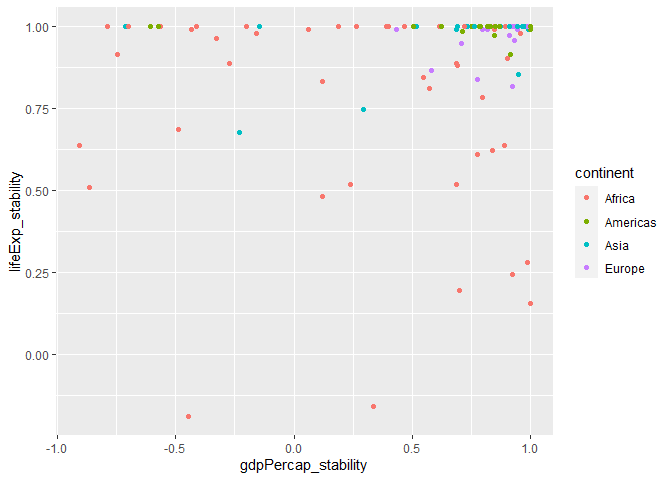 1.00
0.75
0.50
0.25
0.00
lifeExp_stability
-1.0 -0.5 0.0 0.5 1.0
gdpPercap_stability
continent
Africa
Americas
Asia
Europe